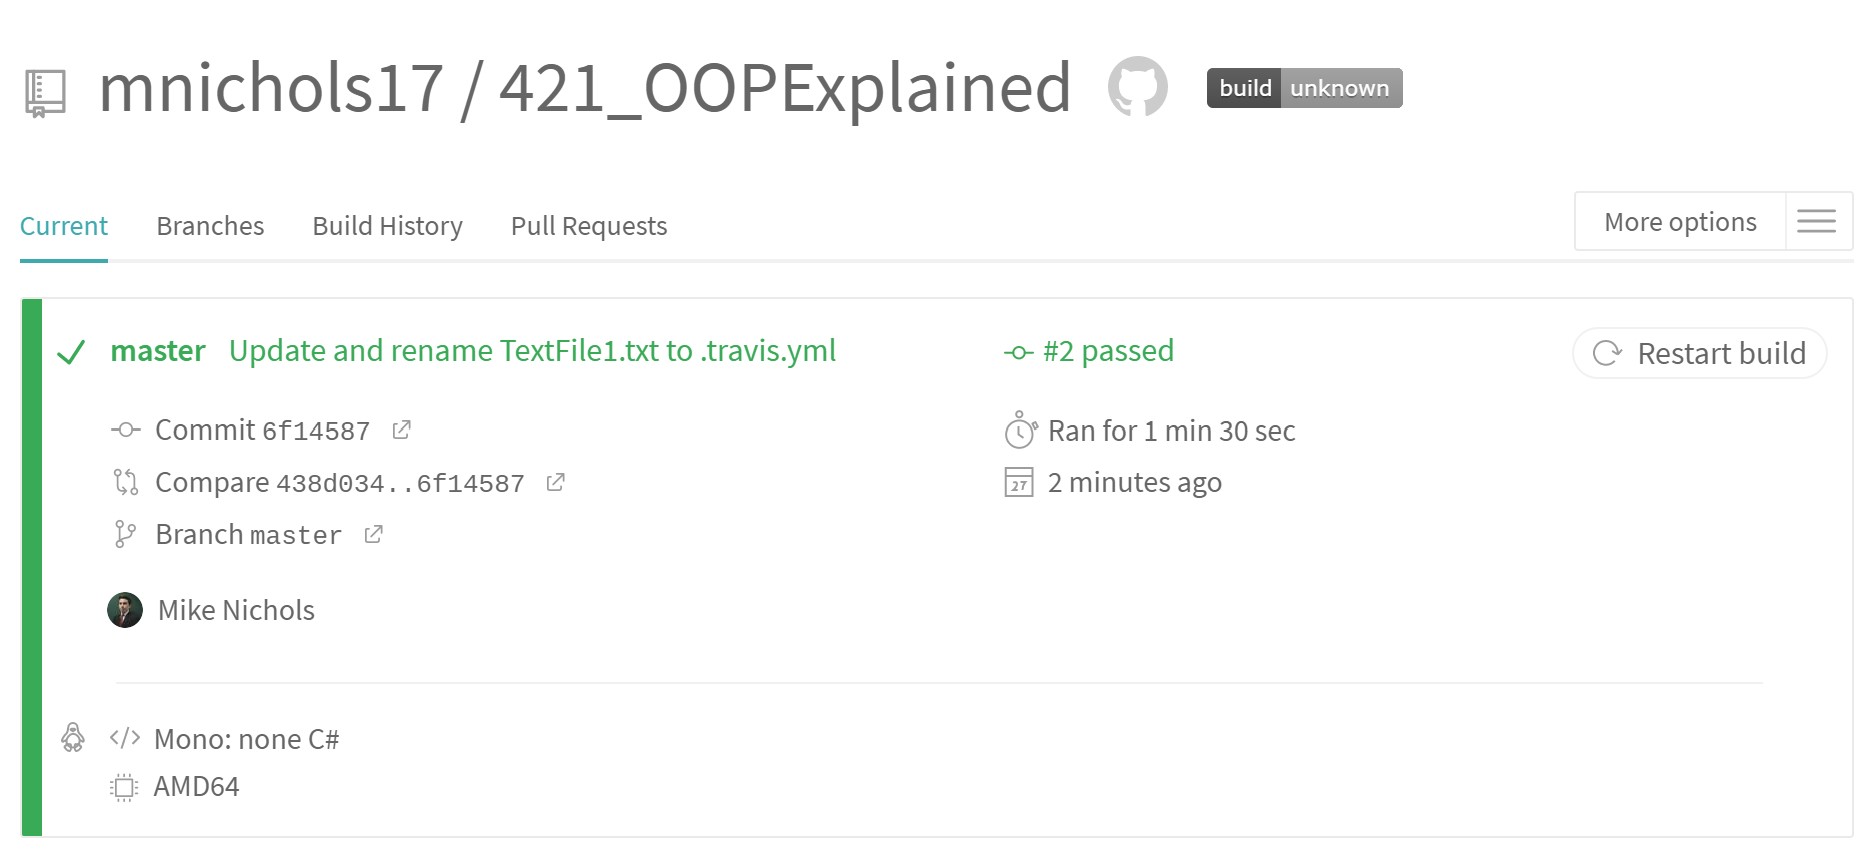 mnichols17 / 421_OOPExplained build unknown
Current Branches Build History Pull Requests More options
master Update and rename TextFile1.txt to .travis.yml #2 passed Restart build
Commit 6f14587 Ran for 1 min 30 sec
Compare 438d034..6f14587 27 2 minutes ago
Branch master
Mike Nichols
</> Mono: none C#
AMD64